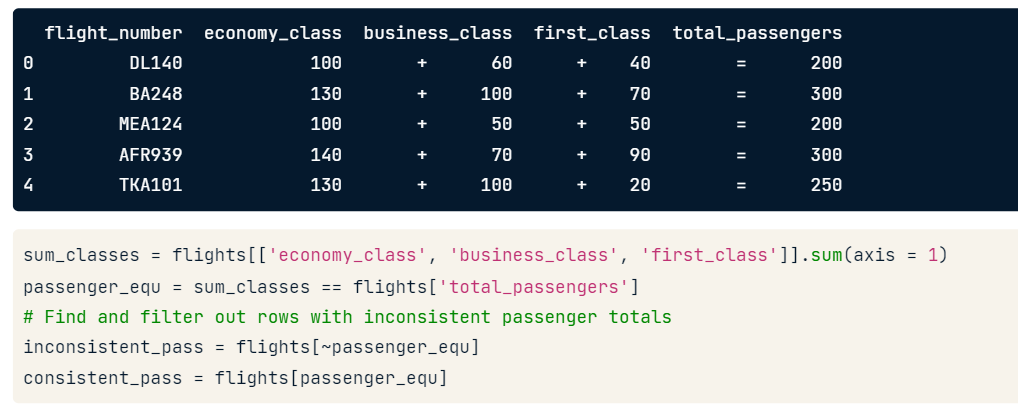 flight_number economy_class business_class first_class total_passengers
0 DL140 100 + 60 + 40 = 200
1 BA248 130 + 100 + 70 = 300
2 MEA124 100 + 50 + 50 = 200
3 AFR939 140 + 70 + 90 = 300
4 TKA101 130 + 100 + 20 = 250
sum_classes = flights[['economy_class', 'business_class', 'first_class']].sum(axis = 1)
passenger_equ = sum_classes == flights['total_passengers']
# Find and filter out rows with inconsistent passenger totals
inconsistent_pass = flights[~passenger_equ]
consistent_pass = flights[passenger_equ]